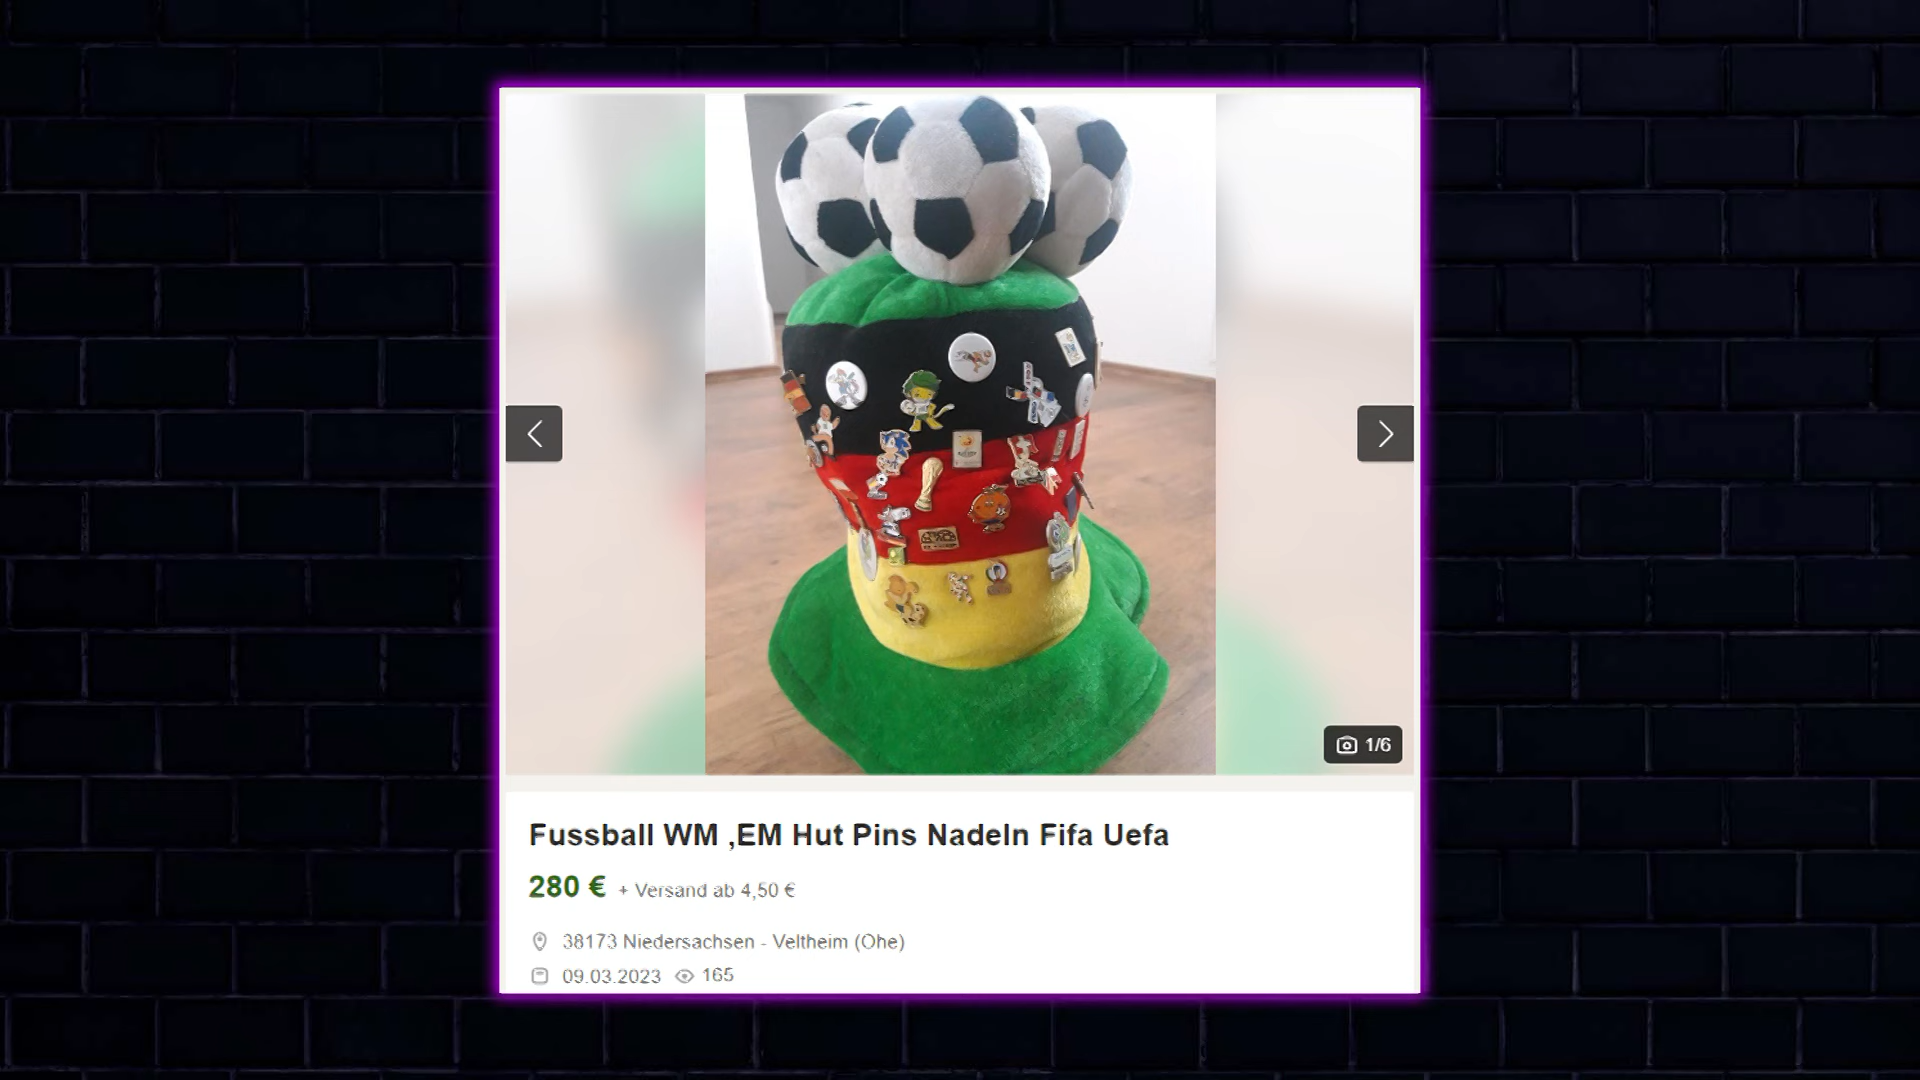 1/6
Fussball WM ,EM Hut Pins Nadeln Fifa Uefa
280 € + Versand ab 4,50 €
38173 Niedersachsen - Veltheim (Ohe)
09.03.2023 165